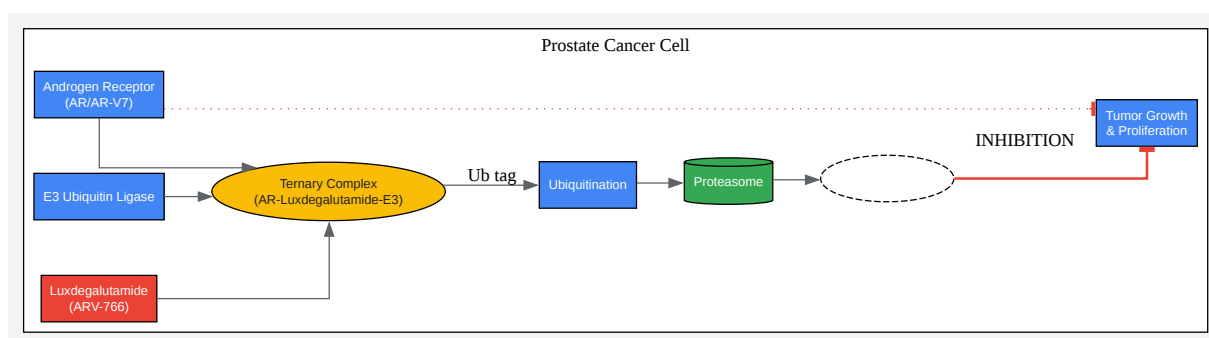 Prostate Cancer Cell
Androgen Receptor
(AR/AR-V7)
Tumor Growth
& Proliferation
INHIBITION
Ub tag
Ternary Complex
(AR-Luxdegalutamide-E3)
Ubiquitination
Proteasome
E3 Ubiquitin Ligase
Luxdegalutamide
(ARV-766)